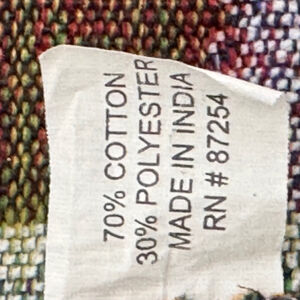 70% COTTON
30% POLYESTER
MADE IN INDIA
RN # 87254